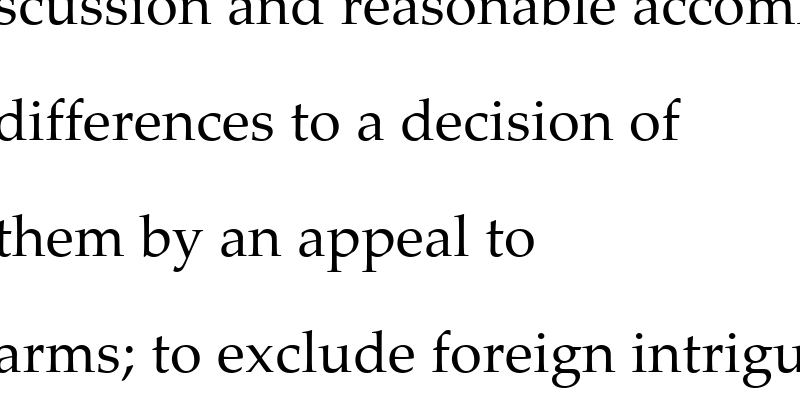 scussion and reasonable accom
differences to a decision of
them by an appeal to
arms; to exclude foreign intrigu